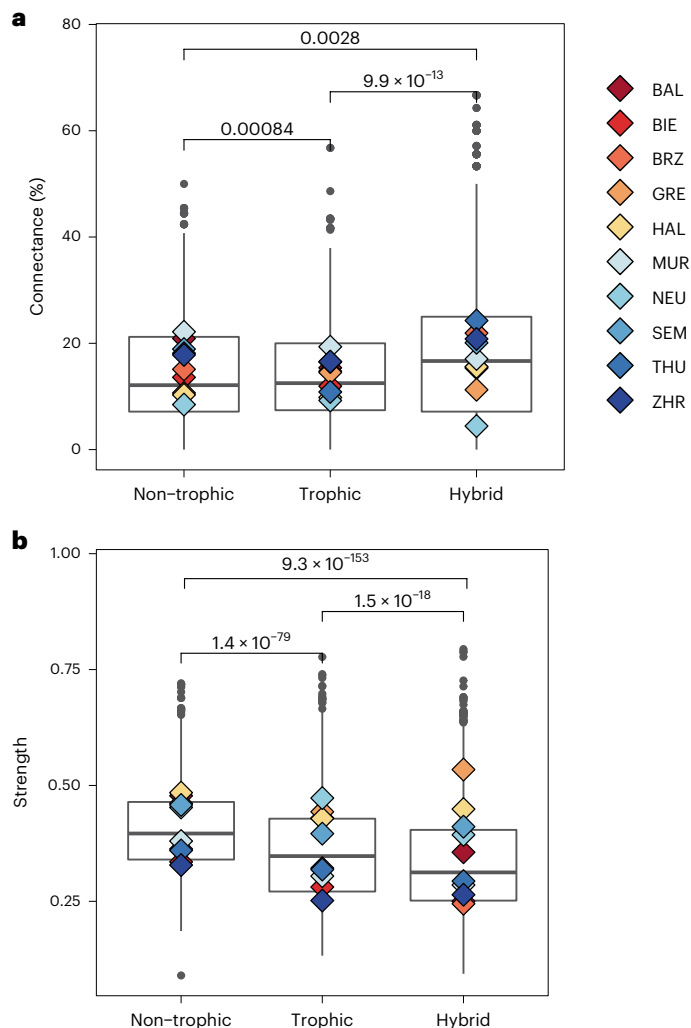 a
80
60
40
20
0
Connectance (%)
0.0028
9.9 × 10⁻¹³
0.00084
Non–trophic Trophic Hybrid
BAL
BIE
BRZ
GRE
HAL
MUR
NEU
SEM
THU
ZHR
b
1.00
0.75
0.50
0.25
Strength
9.3 × 10⁻¹⁵³
1.5 × 10⁻¹⁸
1.4 × 10⁻⁷⁹
Non–trophic Trophic Hybrid